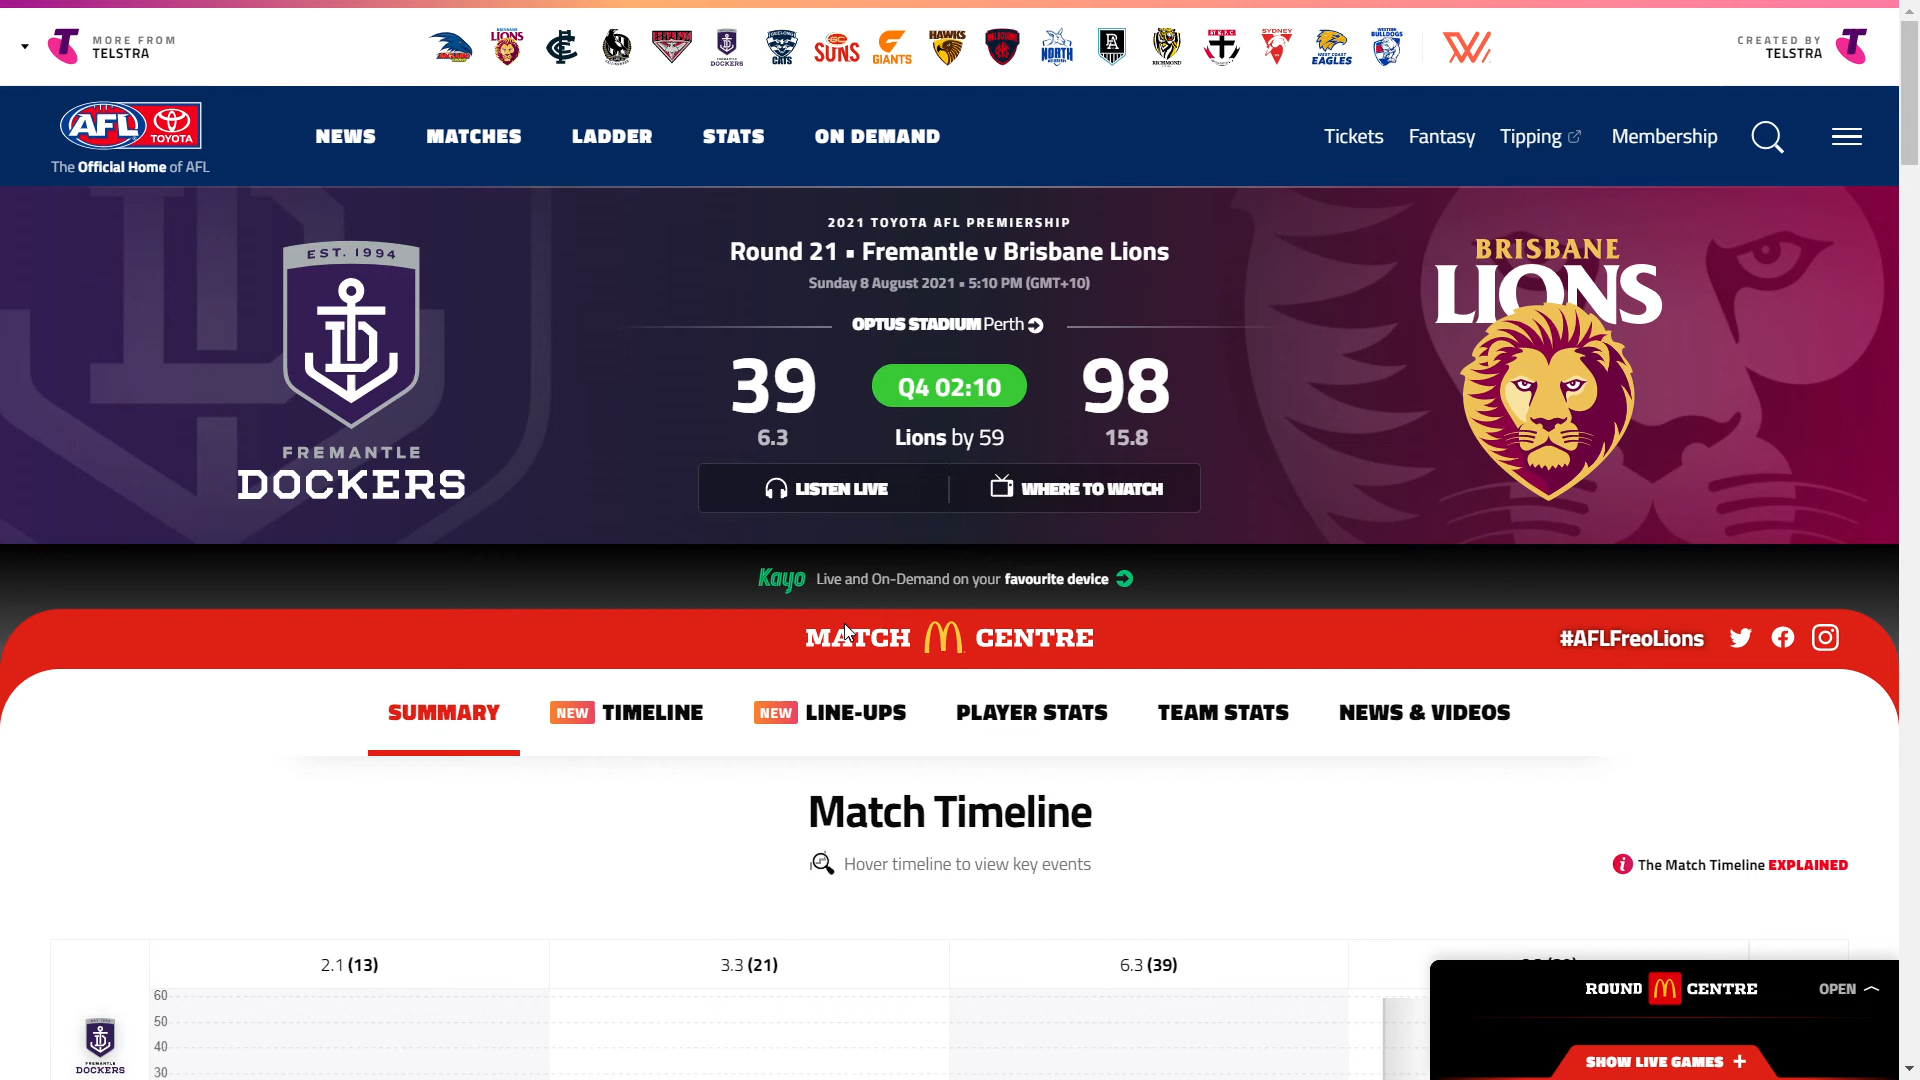 MORE FROM
TELSTRA
CREATED BY
TELSTRA
AFL TOYOTA
The Official Home of AFL
NEWS
MATCHES
LADDER
STATS
ON DEMAND
Tickets
Fantasy
Tipping
Membership
2021 TOYOTA AFL PREMIERSHIP
Round 21 ▪ Fremantle v Brisbane Lions
Sunday 8 August 2021 • 5:10 PM (GMT+10)
OPTUS STADIUM Perth
EST. 1994
FREMANTLE
DOCKERS
39
Q4 02:10
98
6.3
Lions by 59
15.8
LISTEN LIVE
WHERE TO WATCH
BRISBANE
LIONS
Kayo Live and On-Demand on your favourite device
MATCH CENTRE
#AFLFreoLions
SUMMARY
NEW TIMELINE
NEW LINE-UPS
PLAYER STATS
TEAM STATS
NEWS & VIDEOS
Match Timeline
Hover timeline to view key events
The Match Timeline EXPLAINED
2.1 (13)
3.3 (21)
6.3 (39)
60
50
40
30
FREMANTLE
DOCKERS
ROUND CENTRE
OPEN
SHOW LIVE GAMES +